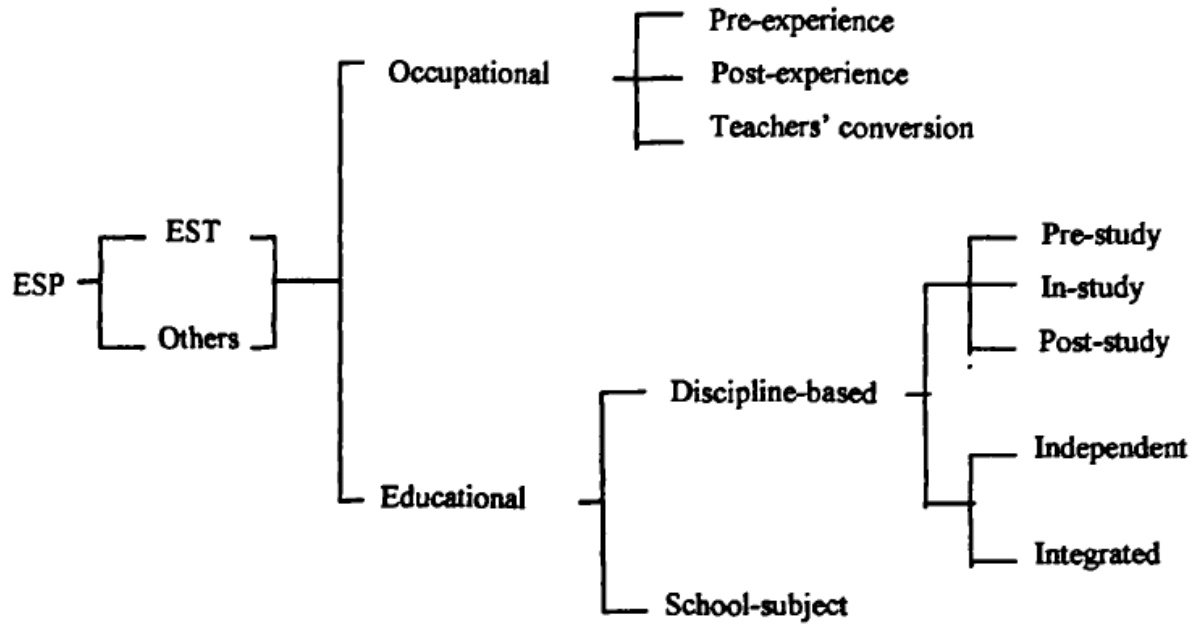 Pre-experience
Occupational
Post-experience
Teachers' conversion
EST
Pre-study
ESP
In-study
Others
Post-study
Discipline-based
Independent
Educational
Integrated
School-subject